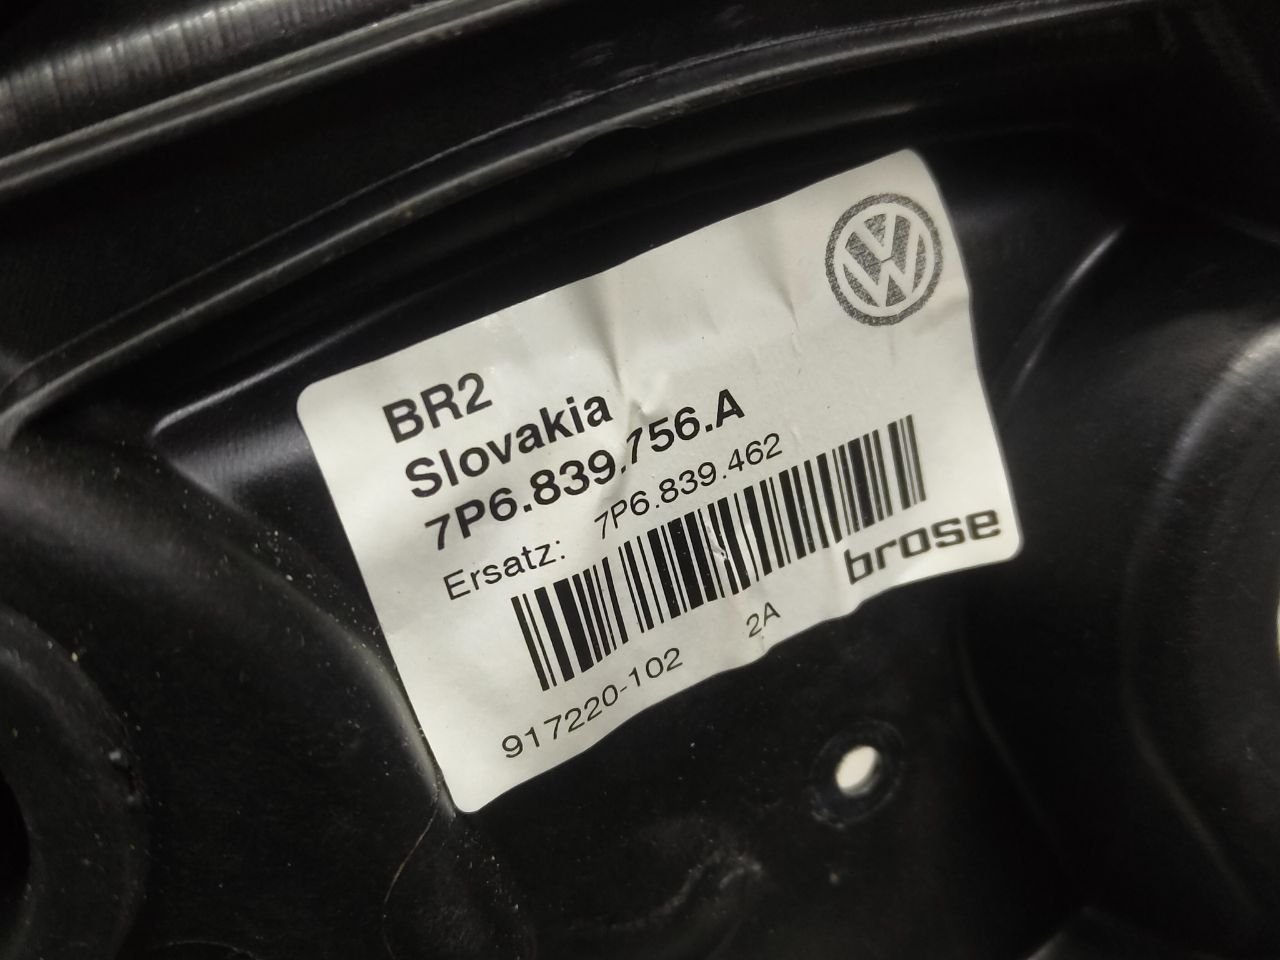 BR2
Slovakia
7P6.839.756.A
Ersatz: 7P6.839.462
brose
917220-102 2A